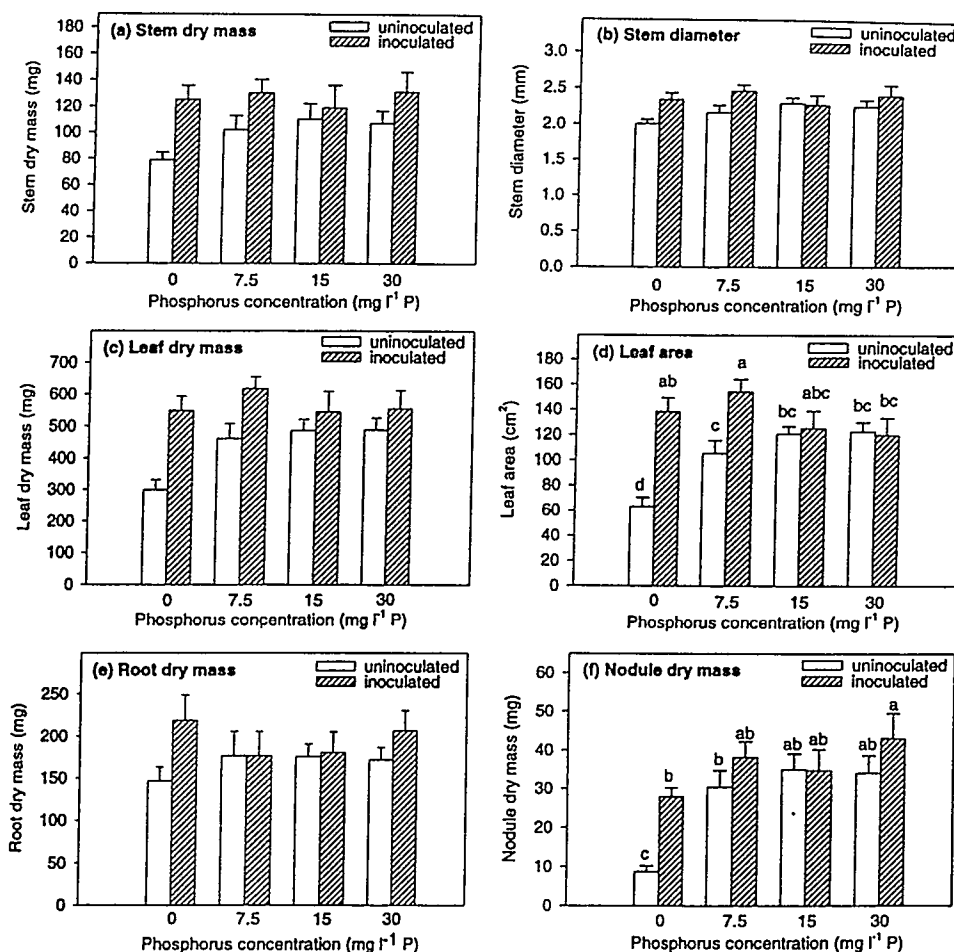 (a) Stem dry mass
uninoculated
inoculated
Stem dry mass (mg)
180
160
140
120
100
80
60
40
20
0
0 7.5 15 30
Phosphorus concentration (mg l¹ P)
(b) Stem diameter
uninoculated
inoculated
Stem diameter (mm)
3.0
2.5
2.0
1.5
1.0
0.5
0.0
0 7.5 15 30
Phosphorus concentration (mg l¹ P)
(c) Leaf dry mass
uninoculated
inoculated
Leaf dry mass (mg)
700
600
500
400
300
200
100
0
0 7.5 15 30
Phosphorus concentration (mg l¹ P)
(d) Leaf area
uninoculated
inoculated
Leaf area (cm²)
180
160
140
120
100
80
60
40
20
0
d ab c a bc abc bc bc
0 7.5 15 30
Phosphorus concentration (mg l¹ P)
(e) Root dry mass
uninoculated
inoculated
Root dry mass (mg)
250
200
150
100
50
0
0 7.5 15 30
Phosphorus concentration (mg l⁻¹ P)
(f) Nodule dry mass
uninoculated
inoculated
Nodule dry mass (mg)
60
50
40
30
20
10
0
c b b ab ab ab ab a
0 7.5 15 30
Phosphorus concentration (mg l¹ P)